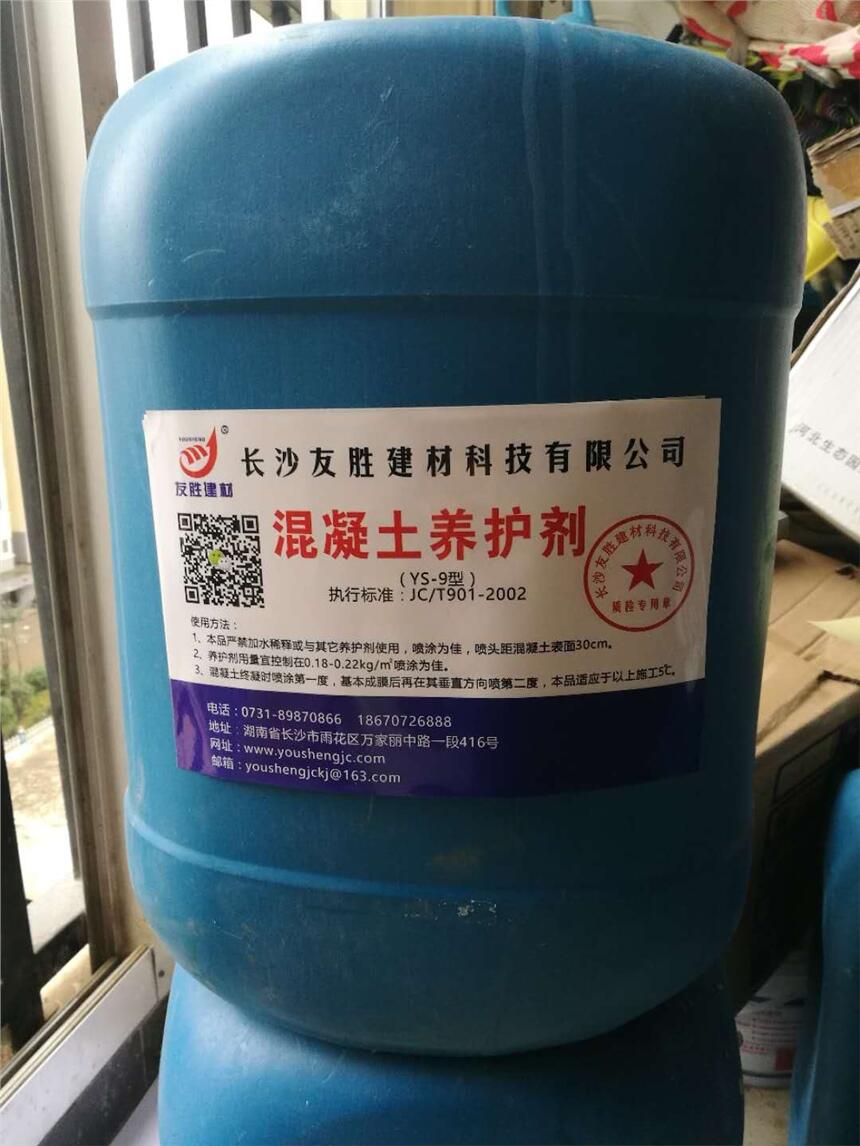 YOUSHENG
®
友胜建材
长沙友胜建材科技有限公司
混凝土养护剂
(YS-9型)
执行标准：JC/T901-2002
长沙友胜建材科技有限公司
质检专用章
使用方法：
1、本品严禁加水稀释或与其它养护剂使用，喷涂为佳，喷头距混凝土表面30cm。
2、养护剂用量宜控制在0.18-0.22kg/㎡喷涂为佳。
3、混凝土终凝时喷涂第一度，基本成膜后再在其垂直方向喷第二度，本品适应于以上施工5℃。
电话：0731-89870866 18670726888
地址：湖南省长沙市雨花区万家丽中路一段416号
网址：www.youshengjc.com
邮箱：youshengjckj@163.com
河北生态园